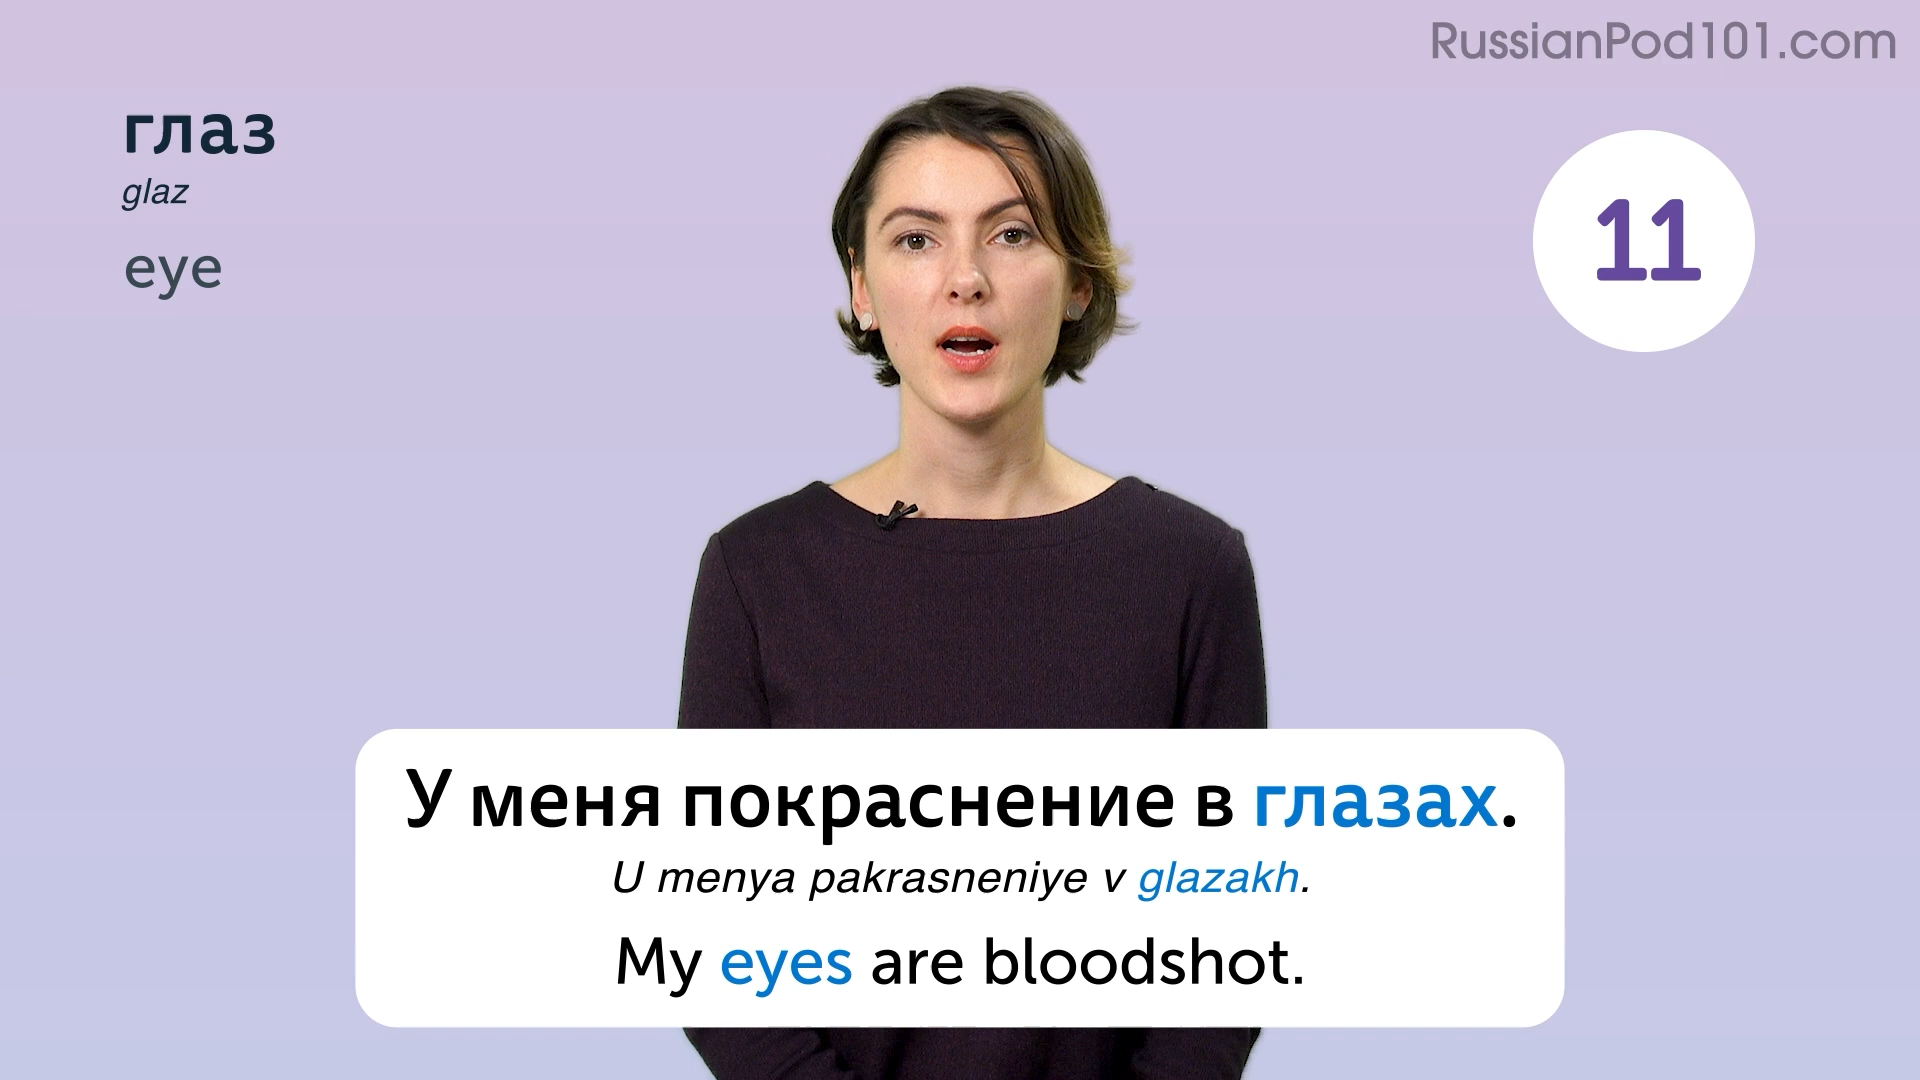 RussianPod101.com
глаз
glaz
eye
11
У меня покраснение в глазах.
U menya pakrasneniye v glazakh.
My eyes are bloodshot.